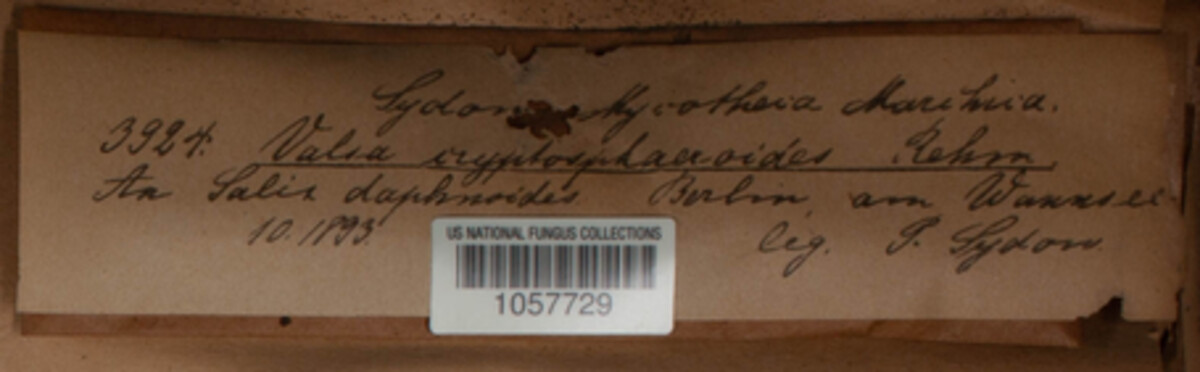 Sydow Mycotheca Marchica.
3924. Valsa cryptosphaeroides Rehm.
An Salix daphnoides Berlin, am Wannsee
10. 1893. leg. P. Sydow.
US NATIONAL FUNGUS COLLECTIONS
1057729